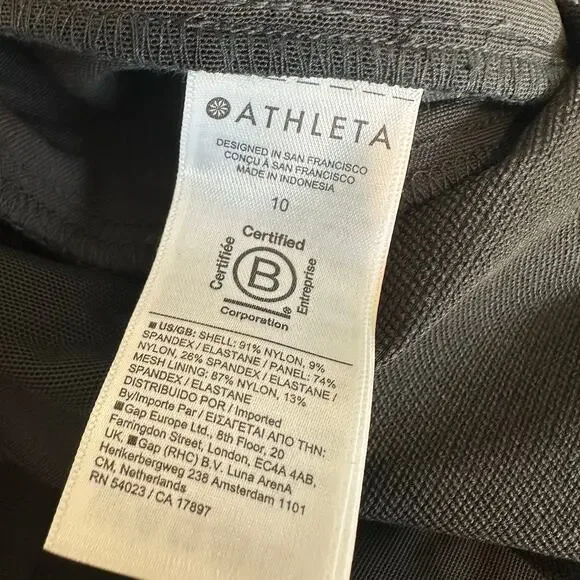 ATHLETA
DESIGNED IN SAN FRANCISCO
CONÇU À SAN FRANCISCO
MADE IN INDONESIA
10
Certified
Certifiée
B
Entreprise
®
Corporation
■ US/GB: SHELL: 91% NYLON, 9%
SPANDEX / ELASTANE / PANEL: 74%
NYLON, 26% SPANDEX / ELASTANE /
MESH LINING: 87% NYLON, 13%
SPANDEX / ELASTANE
DISTRIBUIDO POR / Imported
By/Importe Par / ΕΙΣΑΓΕΤΑΙ ΑΠΟ ΤΗΝ:
■Gap Europe Ltd., 8th Floor, 20
Farringdon Street, London, EC4A 4AB,
UK. ■Gap (RHC) B.V. Luna ArenA
Herikerbergweg 238 Amsterdam 1101
CM, Netherlands
RN 54023 / CA 17897